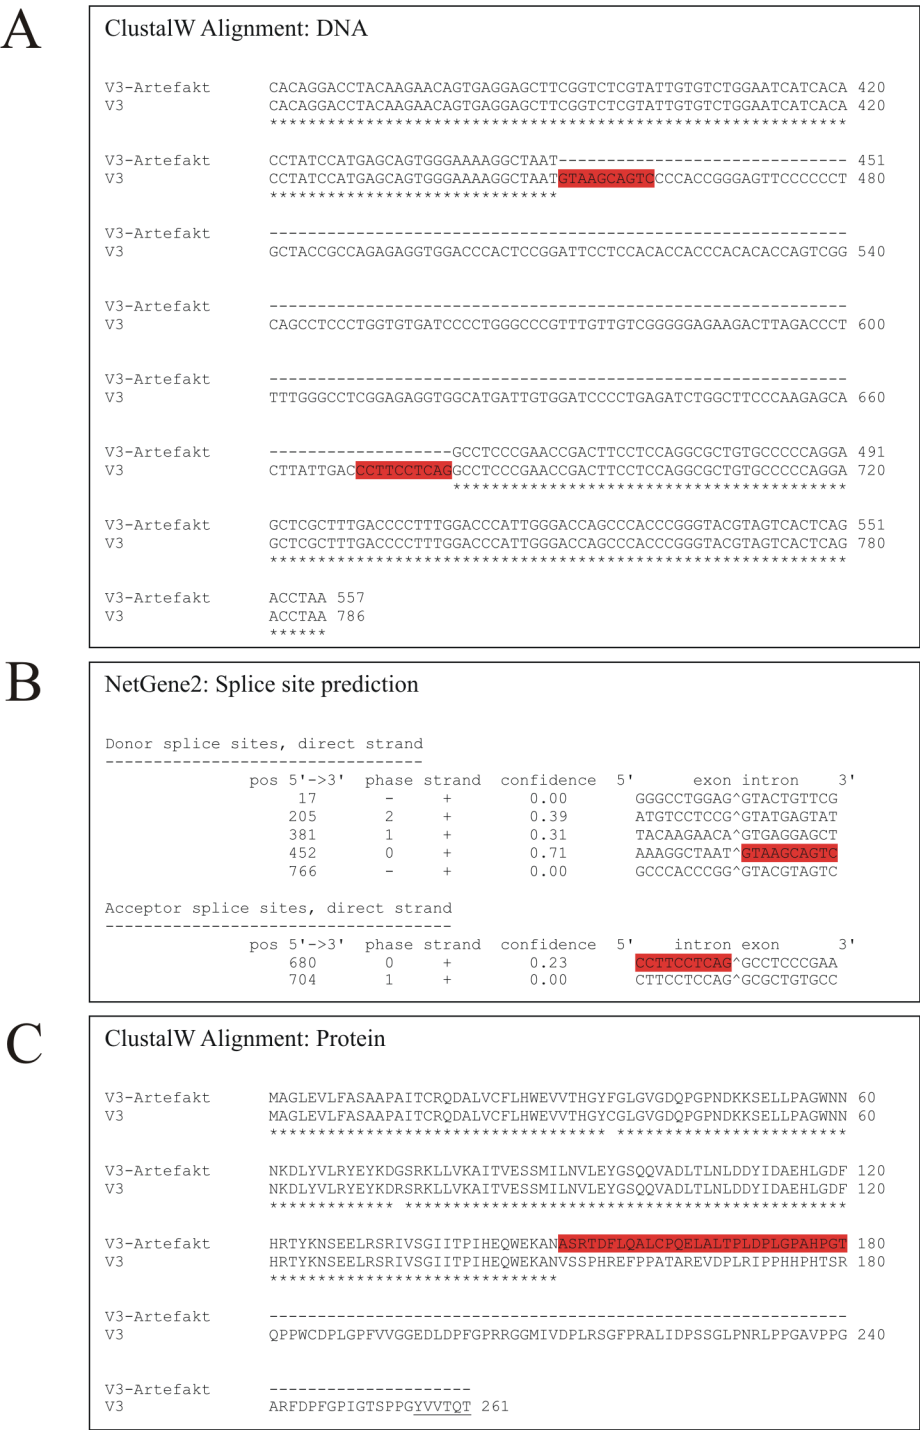 A
ClustalW Alignment: DNA
V3-Artefakt CACAGGACCTACAAGAACAGTGAGGAGCTTCGGTCTCGTATTGTGTCTGGAATCATCACA 420
V3 CACAGGACCTACAAGAACAGTGAGGAGCTTCGGTCTCGTATTGTGTCTGGAATCATCACA 420
************************************************************
V3-Artefakt CCTATCCATGAGCAGTGGGAAAAGGCTAAT------------------------------ 451
V3 CCTATCCATGAGCAGTGGGAAAAGGCTAATGTAAGCAGTCCCCACCGGGAGTTCCCCCCT 480
******************************
V3-Artefakt ------------------------------------------------------------
V3 GCTACCGCCAGAGAGGTGGACCCACTCCGGATTCCTCCACACCACCCACACACCAGTCGG 540
V3-Artefakt ------------------------------------------------------------
V3 CAGCCTCCCTGGTGTGATCCCCTGGGCCCGTTTGTTGTCGGGGGAGAAGACTTAGACCCT 600
V3-Artefakt ------------------------------------------------------------
V3 TTTGGGCCTCGGAGAGGTGGCATGATTGTGGATCCCCTGAGATCTGGCTTCCCAAGAGCA 660
V3-Artefakt -------------------GCCTCCCGAACCGACTTCCTCCAGGCGCTGTGCCCCCAGGA 491
V3 CTTATTGACCCTTCCTCAGGCCTCCCGAACCGACTTCCTCCAGGCGCTGTGCCCCCAGGA 720
*****************************************
V3-Artefakt GCTCGCTTTGACCCCTTTGGACCCATTGGGACCAGCCCACCCGGGTACGTAGTCACTCAG 551
V3 GCTCGCTTTGACCCCTTTGGACCCATTGGGACCAGCCCACCCGGGTACGTAGTCACTCAG 780
************************************************************
V3-Artefakt ACCTAA 557
V3 ACCTAA 786
******
B
NetGene2: Splice site prediction
Donor splice sites, direct strand
---------------------------------
pos 5'->3' phase strand confidence 5' exon intron 3'
17 - + 0.00 GGGCCTGGAG^GTACTGTTCG
205 2 + 0.39 ATGTCCTCCG^GTATGAGTAT
381 1 + 0.31 TACAAGAACA^GTGAGGAGCT
452 0 + 0.71 AAAGGCTAAT^GTAAGCAGTC
766 - + 0.00 GCCCACCCGG^GTACGTAGTC
Acceptor splice sites, direct strand
------------------------------------
pos 5'->3' phase strand confidence 5' intron exon 3'
680 0 + 0.23 CCTTCCTCAG^GCCTCCCGAA
704 1 + 0.00 CTTCCTCCAG^GCGCTGTGCC
C
ClustalW Alignment: Protein
V3-Artefakt MAGLEVLFASAAPAITCRQDALVCFLHWEVVTHGYFGLGVGDQPGPNDKKSELLPAGWNN 60
V3 MAGLEVLFASAAPAITCRQDALVCFLHWEVVTHGYCGLGVGDQPGPNDKKSELLPAGWNN 60
*********************************** ************************
V3-Artefakt NKDLYVLRYEYKDGSRKLLVKAITVESSMILNVLEYGSQQVADLTLNLDDYIDAEHLGDF 120
V3 NKDLYVLRYEYKDRSRKLLVKAITVESSMILNVLEYGSQQVADLTLNLDDYIDAEHLGDF 120
************* **********************************************
V3-Artefakt HRTYKNSEELRSRIVSGIITPIHEQWEKANASRTDFLQALCPQELALTPLDPLGPAHPGT 180
V3 HRTYKNSEELRSRIVSGIITPIHEQWEKANVSSPHREFPPATAREVDPLRIPPHHPHTSR 180
******************************
V3-Artefakt ------------------------------------------------------------
V3 QPPWCDPLGPFVVGGEDLDPFGPRRGGMIVDPLRSGFPRALIDPSSGLPNRLPPGAVPPG 240
V3-Artefakt ---------------------
V3 ARFDPFGPIGTSPPGYVVTQT 261